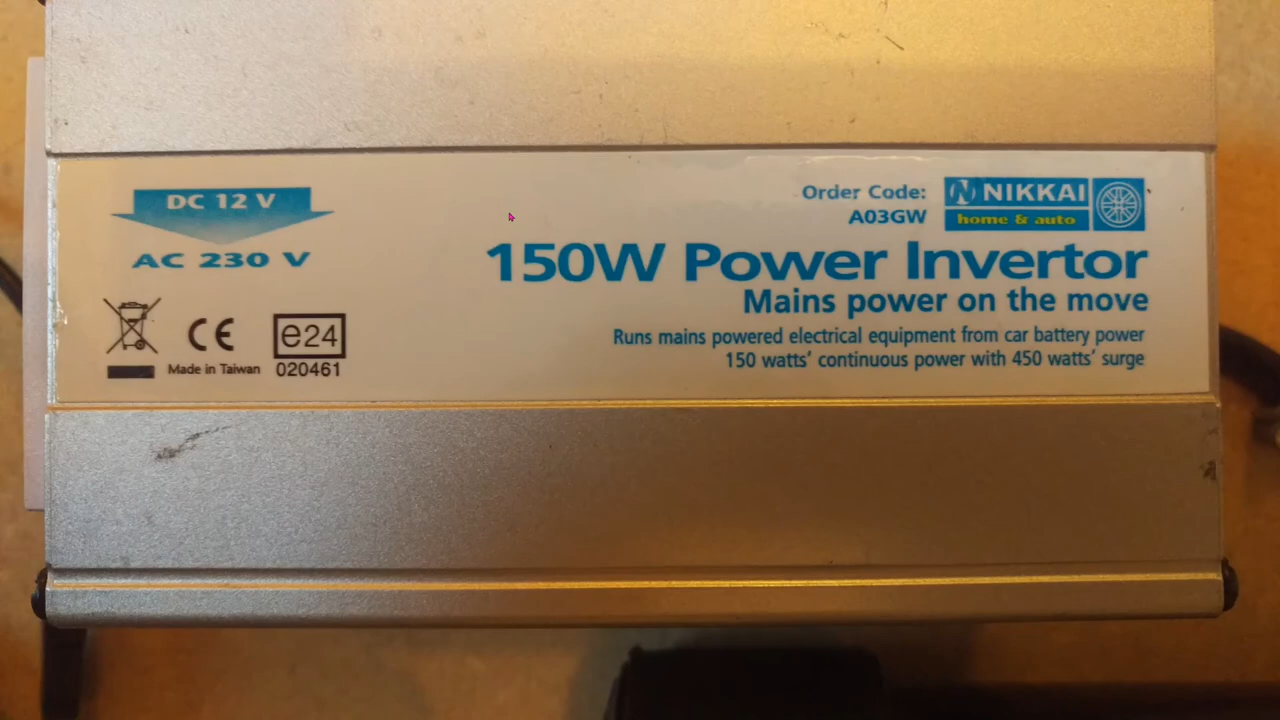 DC 12 V
AC 230 V
CE
e24
Made in Taiwan
020461
Order Code:
A03GW
NIKKAI
home & auto
150W Power Invertor
Mains power on the move
Runs mains powered electrical equipment from car battery power
150 watts' continuous power with 450 watts' surge